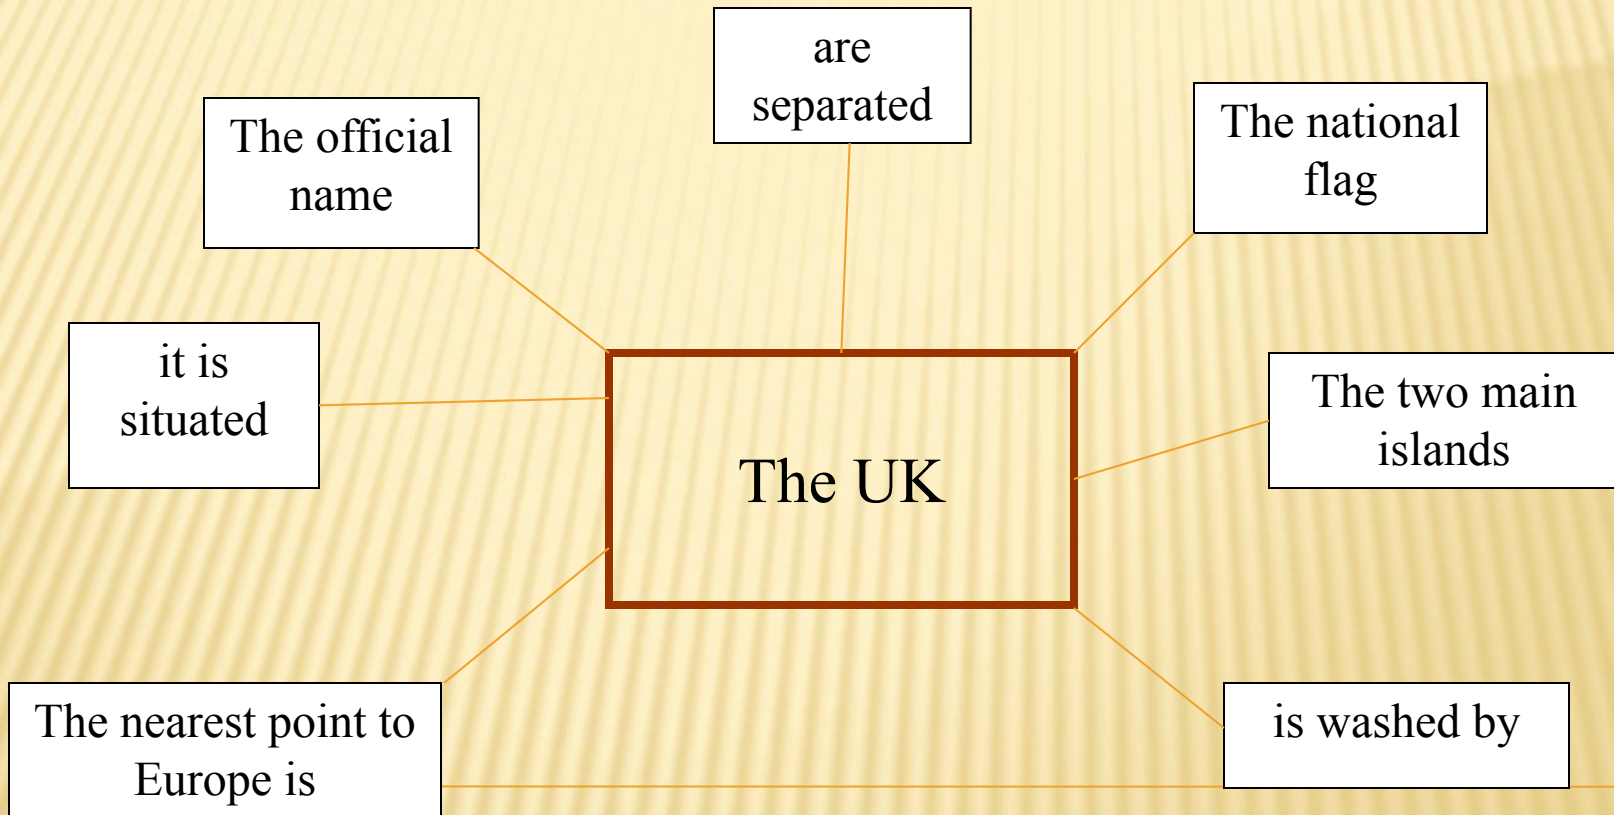 are
separated
The official
name
The national
flag
it is
situated
The two main
islands
The UK
The nearest point to
Europe is
is washed by